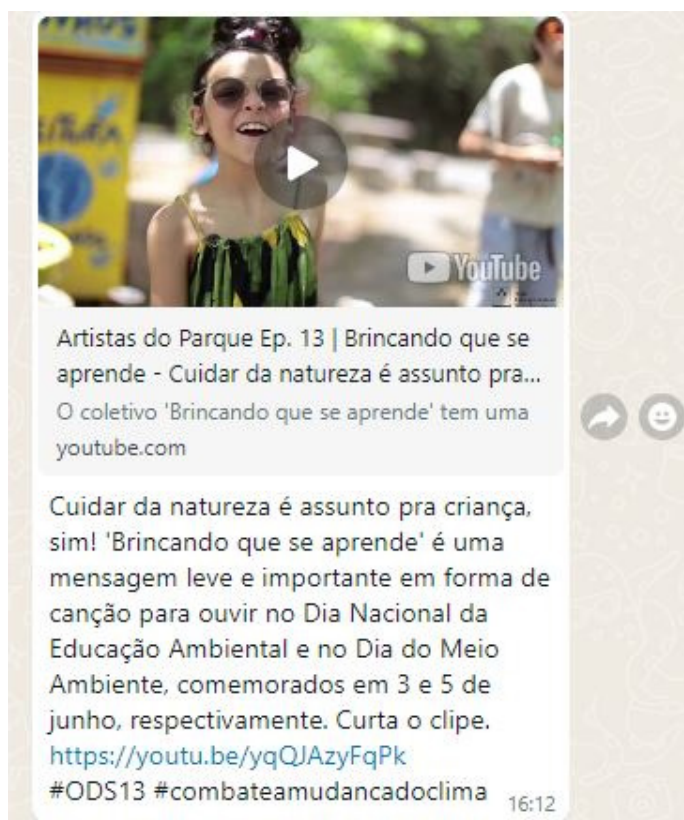 YouTube
Artistas do Parque Ep. 13 | Brincando que se
aprende - Cuidar da natureza é assunto pra...
O coletivo 'Brincando que se aprende' tem uma
youtube.com
Cuidar da natureza é assunto pra criança,
sim! 'Brincando que se aprende' é uma
mensagem leve e importante em forma de
canção para ouvir no Dia Nacional da
Educação Ambiental e no Dia do Meio
Ambiente, comemorados em 3 e 5 de
junho, respectivamente. Curta o clipe.
https://youtu.be/yqQJAzyFqPk
#ODS13 #combateamudancadoclima
16:12